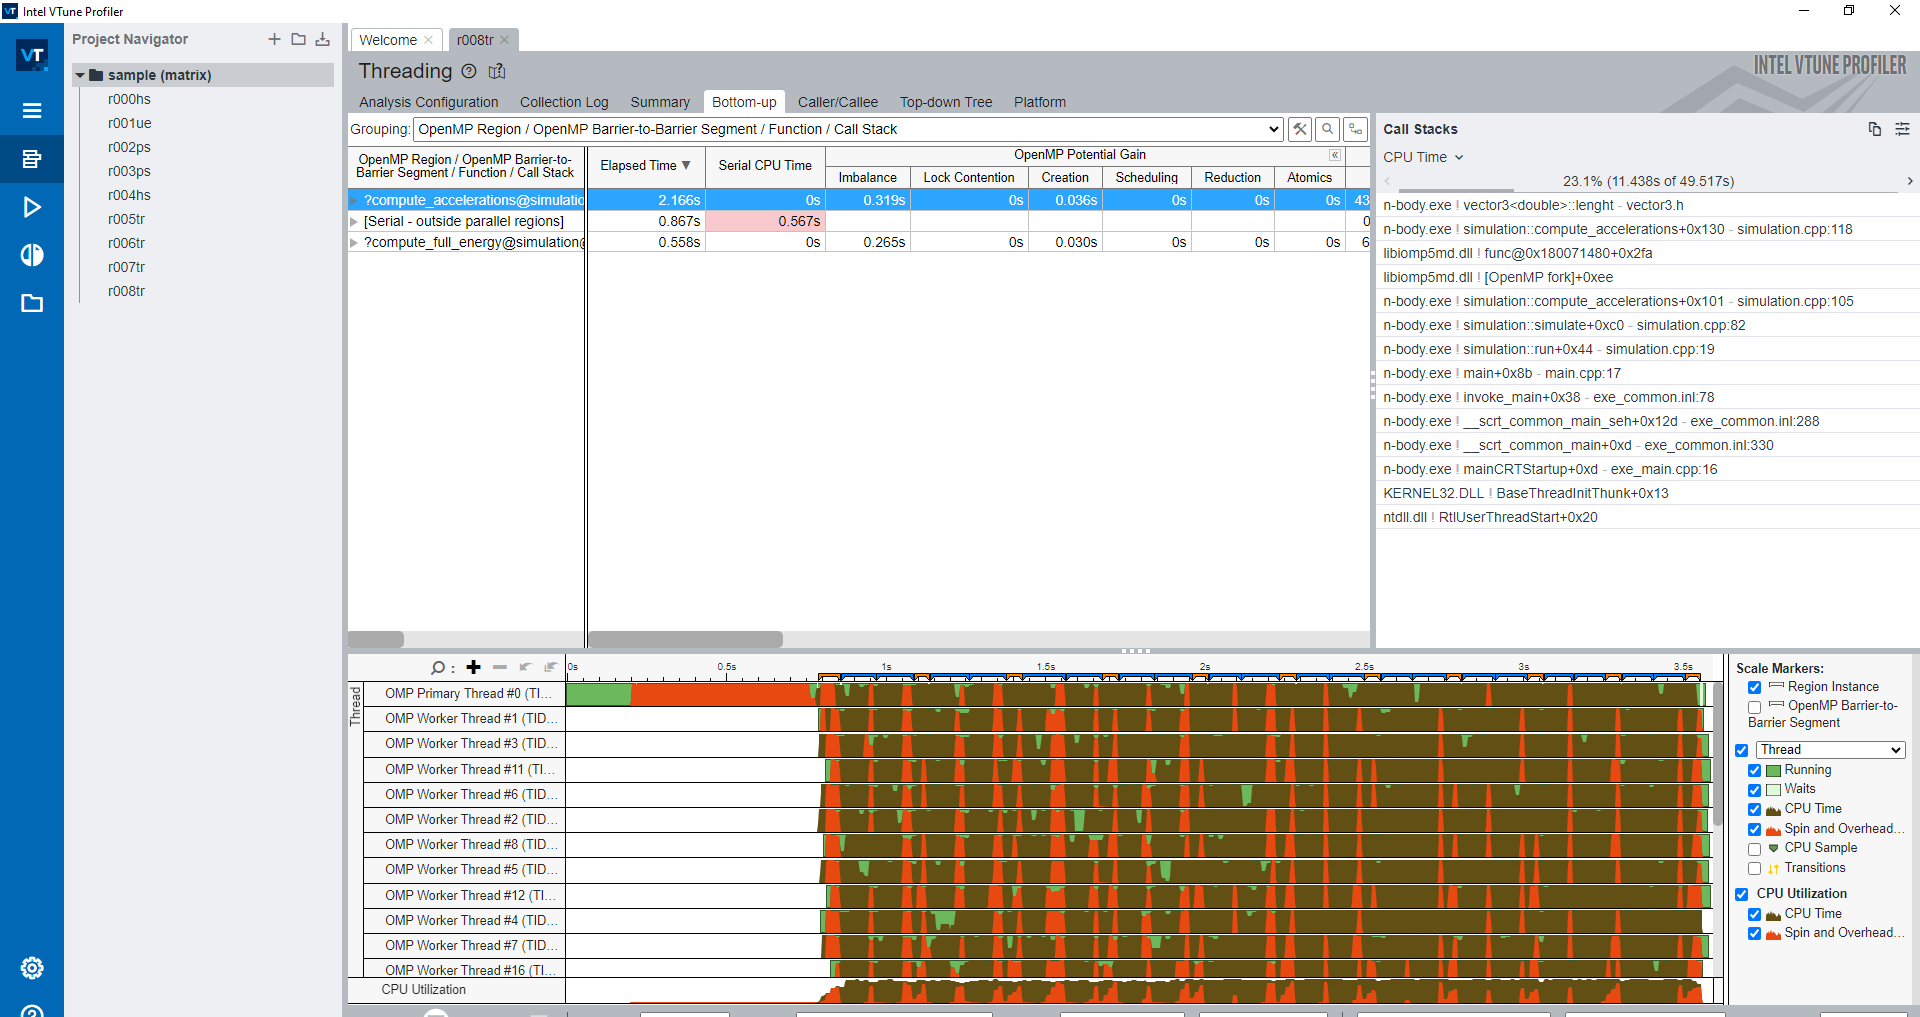 Intel VTune Profiler
VT
Project Navigator
sample (matrix)
r000hs
r001ue
r002ps
r003ps
r004hs
r005tr
r006tr
r007tr
r008tr
Welcome
r008tr
Threading
INTEL VTUNE PROFILER
Analysis Configuration Collection Log Summary Bottom-up Caller/Callee Top-down Tree Platform
Grouping: OpenMP Region / OpenMP Barrier-to-Barrier Segment / Function / Call Stack
OpenMP Region / OpenMP Barrier-to-
Barrier Segment / Function / Call Stack
Elapsed Time ▼ Serial CPU Time
OpenMP Potential Gain
Imbalance Lock Contention Creation Scheduling Reduction Atomics
?compute_accelerations@simulatic 2.166s 0s 0.319s 0s 0.036s 0s 0s 0s 43
[Serial - outside parallel regions] 0.867s 0.567s 0
?compute_full_energy@simulation@ 0.558s 0s 0.265s 0s 0.030s 0s 0s 0s 6
Call Stacks
CPU Time
23.1% (11.438s of 49.517s)
n-body.exe ! vector3<double>::lenght - vector3.h
n-body.exe ! simulation::compute_accelerations+0x130 - simulation.cpp:118
libiomp5md.dll ! func@0x180071480+0x2fa
libiomp5md.dll ! [OpenMP fork]+0xee
n-body.exe ! simulation::compute_accelerations+0x101 - simulation.cpp:105
n-body.exe ! simulation::simulate+0xc0 - simulation.cpp:82
n-body.exe ! simulation::run+0x44 - simulation.cpp:19
n-body.exe ! main+0x8b - main.cpp:17
n-body.exe ! invoke_main+0x38 - exe_common.inl:78
n-body.exe ! __scrt_common_main_seh+0x12d - exe_common.inl:288
n-body.exe ! __scrt_common_main+0xd - exe_common.inl:330
n-body.exe ! mainCRTStartup+0xd - exe_main.cpp:16
KERNEL32.DLL ! BaseThreadInitThunk+0x13
ntdll.dll ! RtlUserThreadStart+0x20
0s 0.5s 1s 1.5s 2s 2.5s 3s 3.5s
Thread
OMP Primary Thread #0 (TI...
OMP Worker Thread #1 (TID...
OMP Worker Thread #3 (TID...
OMP Worker Thread #11 (TI...
OMP Worker Thread #6 (TID...
OMP Worker Thread #2 (TID...
OMP Worker Thread #8 (TID...
OMP Worker Thread #5 (TID...
OMP Worker Thread #12 (TI...
OMP Worker Thread #4 (TID...
OMP Worker Thread #7 (TID...
OMP Worker Thread #16 (TI...
CPU Utilization
Scale Markers:
Region Instance
OpenMP Barrier-to-
Barrier Segment
Thread
Running
Waits
CPU Time
Spin and Overhead...
CPU Sample
Transitions
CPU Utilization
CPU Time
Spin and Overhead...